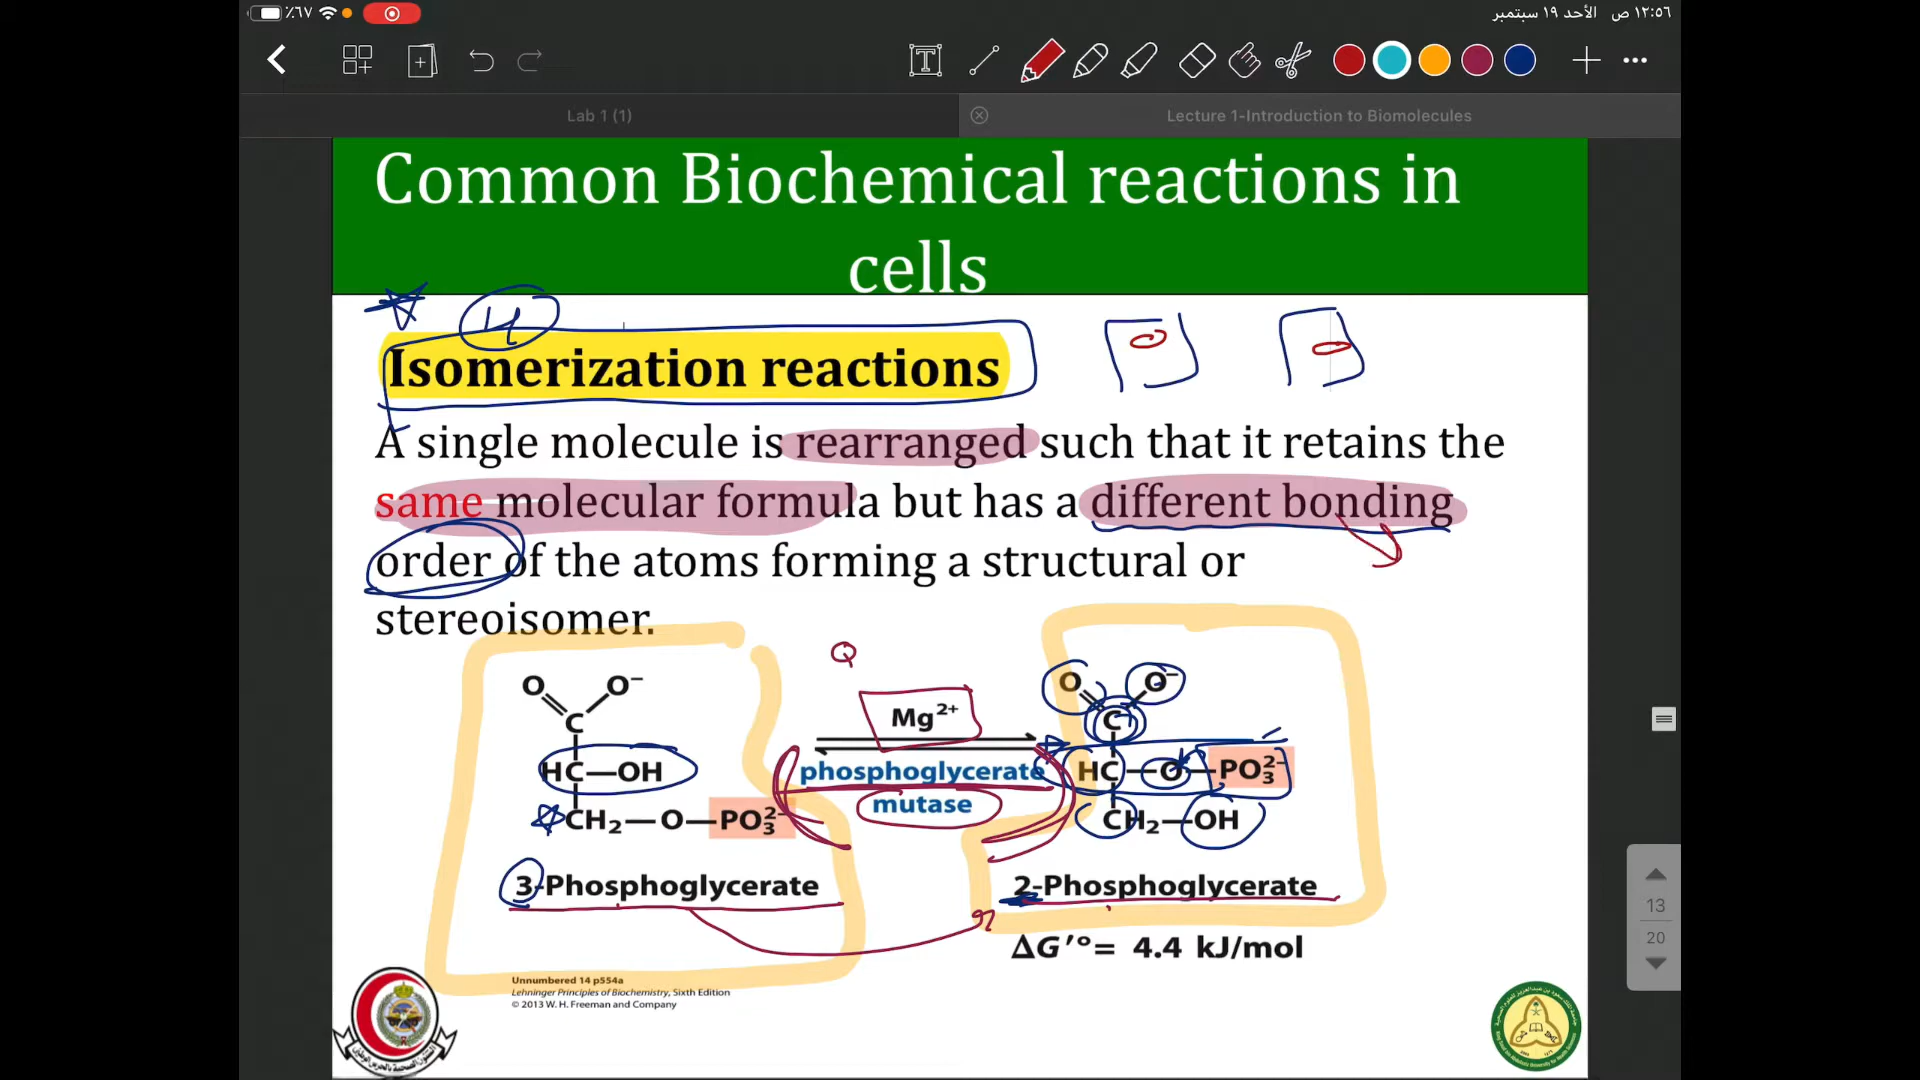 ٪٦٧
١٢:٥٦ ص الأحد ١٩ سبتمبر
T
Lab 1 (1)
Lecture 1-Introduction to Biomolecules
Common Biochemical reactions in
cells
4
Isomerization reactions
A single molecule is rearranged such that it retains the
same molecular formula but has a different bonding
order of the atoms forming a structural or
stereoisomer.
Q
O O⁻
C
HC—OH
CH₂—O—PO₃²⁻
3-Phosphoglycerate
Mg²⁺
phosphoglycerate
mutase
O O⁻
C
HC—O—PO₃²⁻
CH₂—OH
2-Phosphoglycerate
ΔG′° = 4.4 kJ/mol
Unnumbered 14 p554a
Lehninger Principles of Biochemistry, Sixth Edition
© 2013 W. H. Freeman and Company
13
20